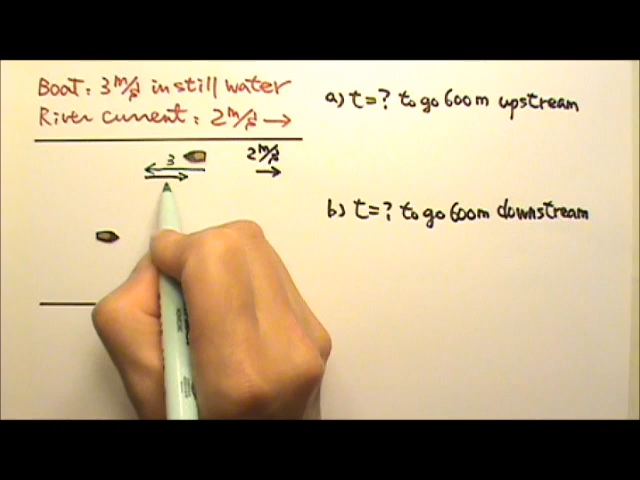 Boat: 3 m/s in still water
River current: 2 m/s →
3
2 m/s
a) t=? to go 600m upstream
b) t=? to go 600m downstream